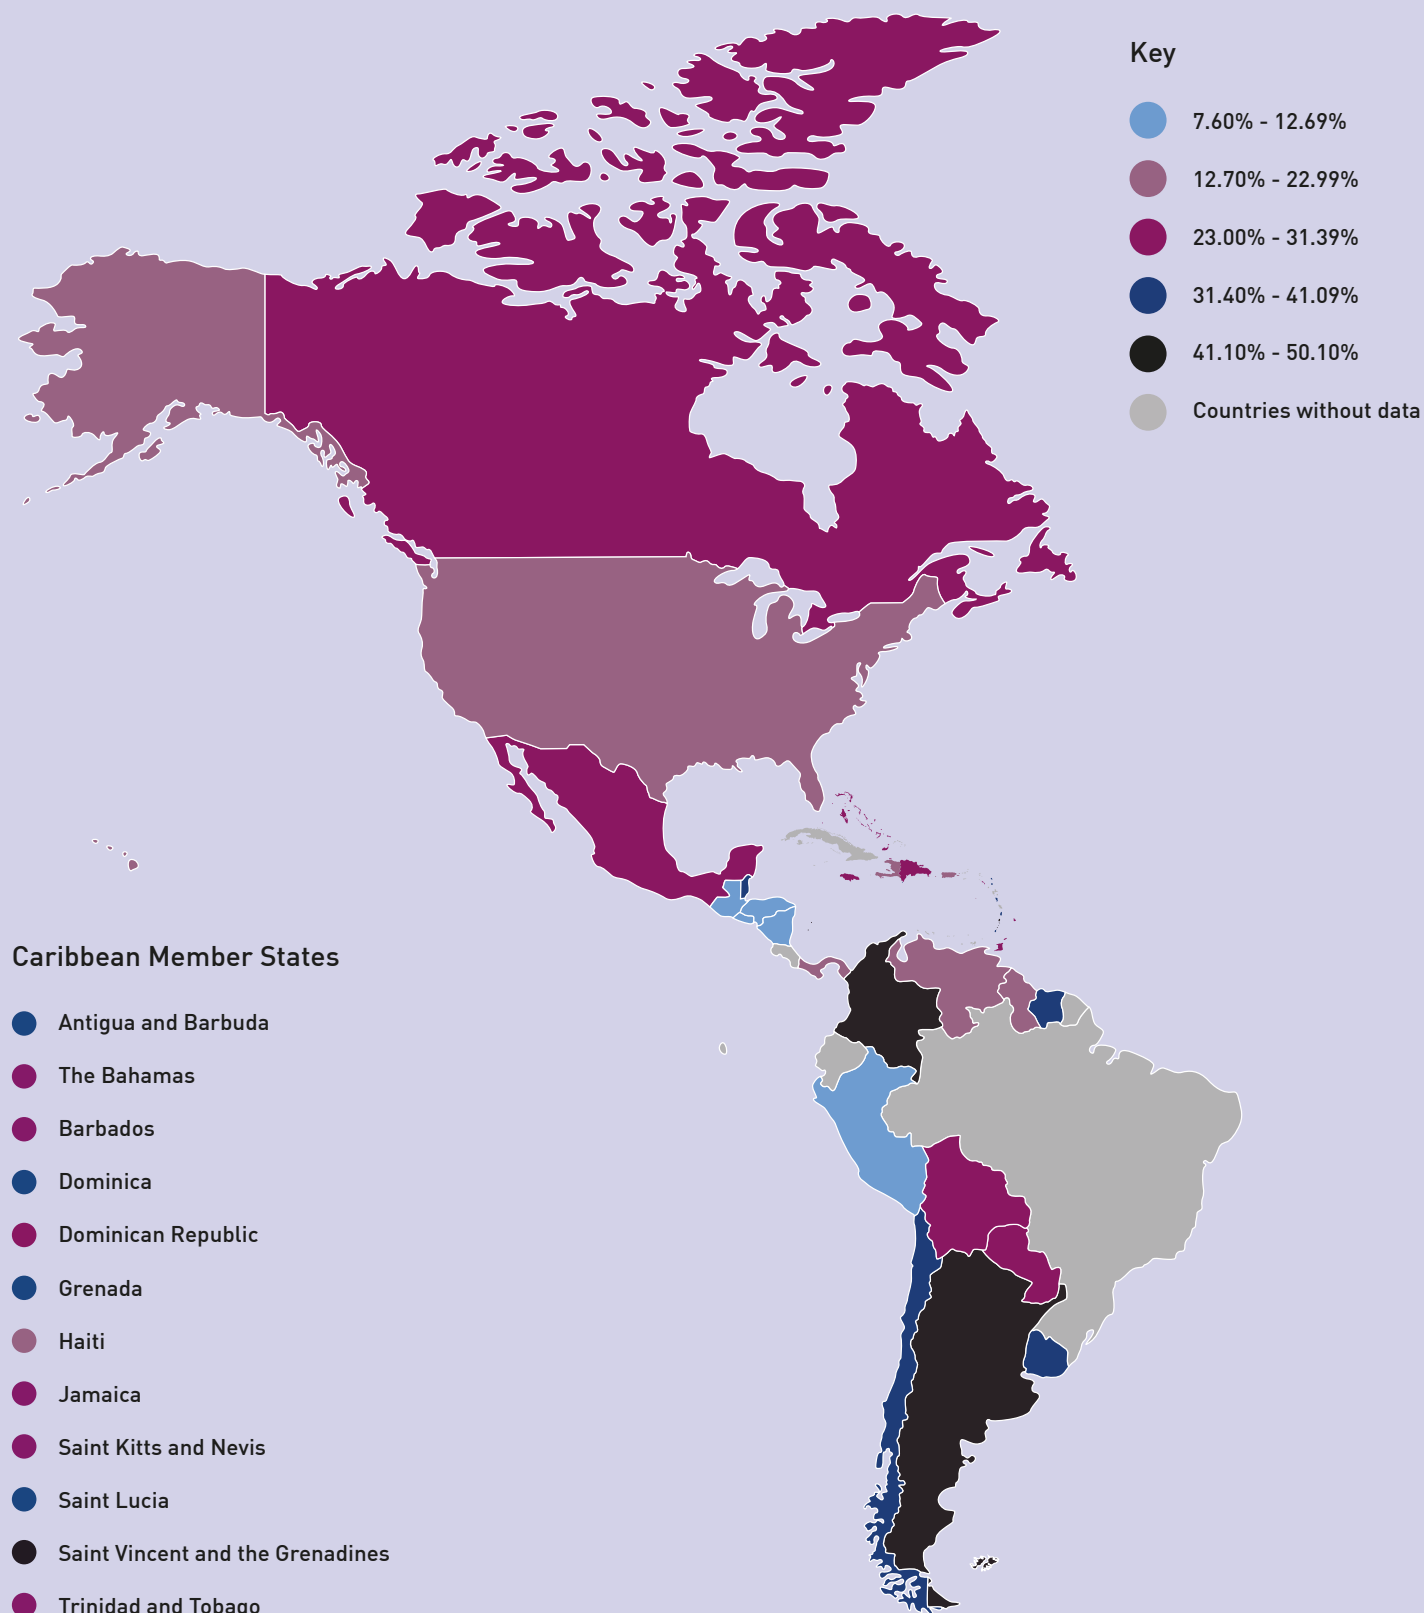 Key
7.60% - 12.69%
12.70% - 22.99%
23.00% - 31.39%
31.40% - 41.09%
41.10% - 50.10%
Countries without data
Caribbean Member States
Antigua and Barbuda
The Bahamas
Barbados
Dominica
Dominican Republic
Grenada
Haiti
Jamaica
Saint Kitts and Nevis
Saint Lucia
Saint Vincent and the Grenadines
Trinidad and Tobago